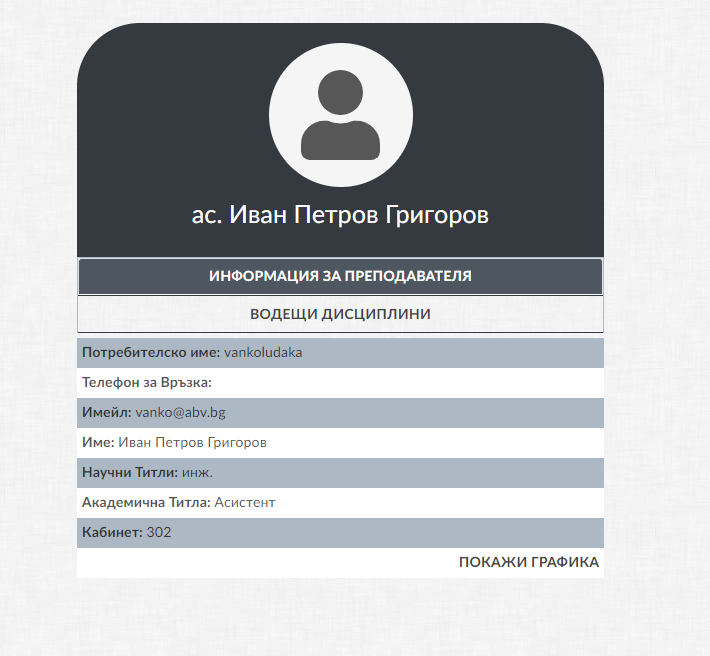 ас. Иван Петров Григоров
ИНФОРМАЦИЯ ЗА ПРЕПОДАВАТЕЛЯ
ВОДЕЩИ ДИСЦИПЛИНИ
Потребителско име: vankoludaka
Телефон за Връзка:
Имейл: vanko@abv.bg
Име: Иван Петров Григоров
Научни Титли: инж.
Академична Титла: Асистент
Кабинет: 302
ПОКАЖИ ГРАФИКА